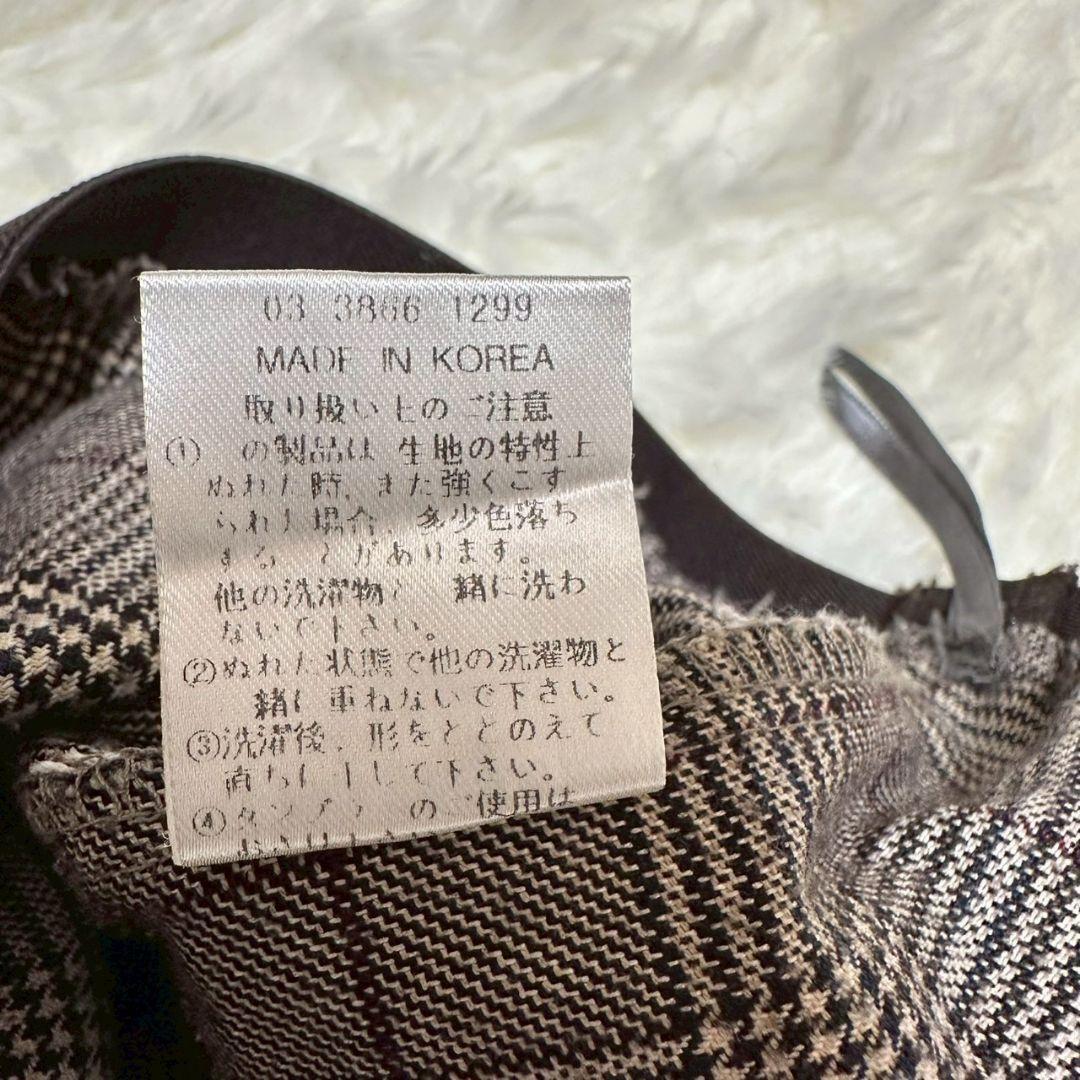 03 3866 1299
MADE IN KOREA
取り扱い上のご注意
① の製品は 生地の特性上
ぬれた時、また強くこす
られた場合、多少色落ち
する とがあります。
他の洗濯物と 緒に洗わ
ないで下さい。
②ぬれた状態で他の洗濯物と
緒に重ねないで下さい。
③洗濯後、形をととのえて
直ちに干して下さい。
④タンブラーのご使用は